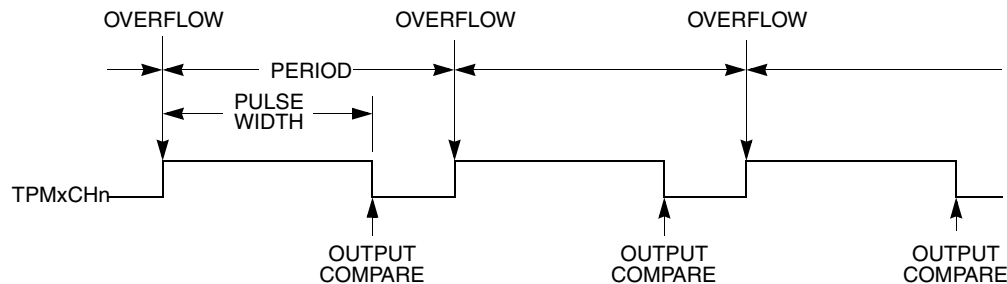 OVERFLOW OVERFLOW OVERFLOW
PERIOD
PULSE
WIDTH
TPMxCHn
OUTPUT OUTPUT OUTPUT
COMPARE COMPARE COMPARE